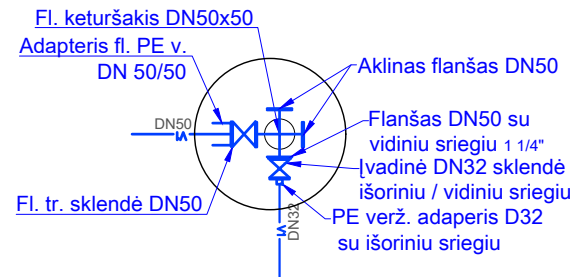 Fl. keturšakis DN50x50
Adapteris fl. PE v.
DN 50/50
Aklinas flanšas DN50
DN50
Flanšas DN50 su
vidiniu sriegiu 1 1/4"
Įvadinė DN32 sklendė
išoriniu / vidiniu sriegiu
Fl. tr. sklendė DN50
DN32
PE verž. adaperis D32
su išoriniu sriegiu